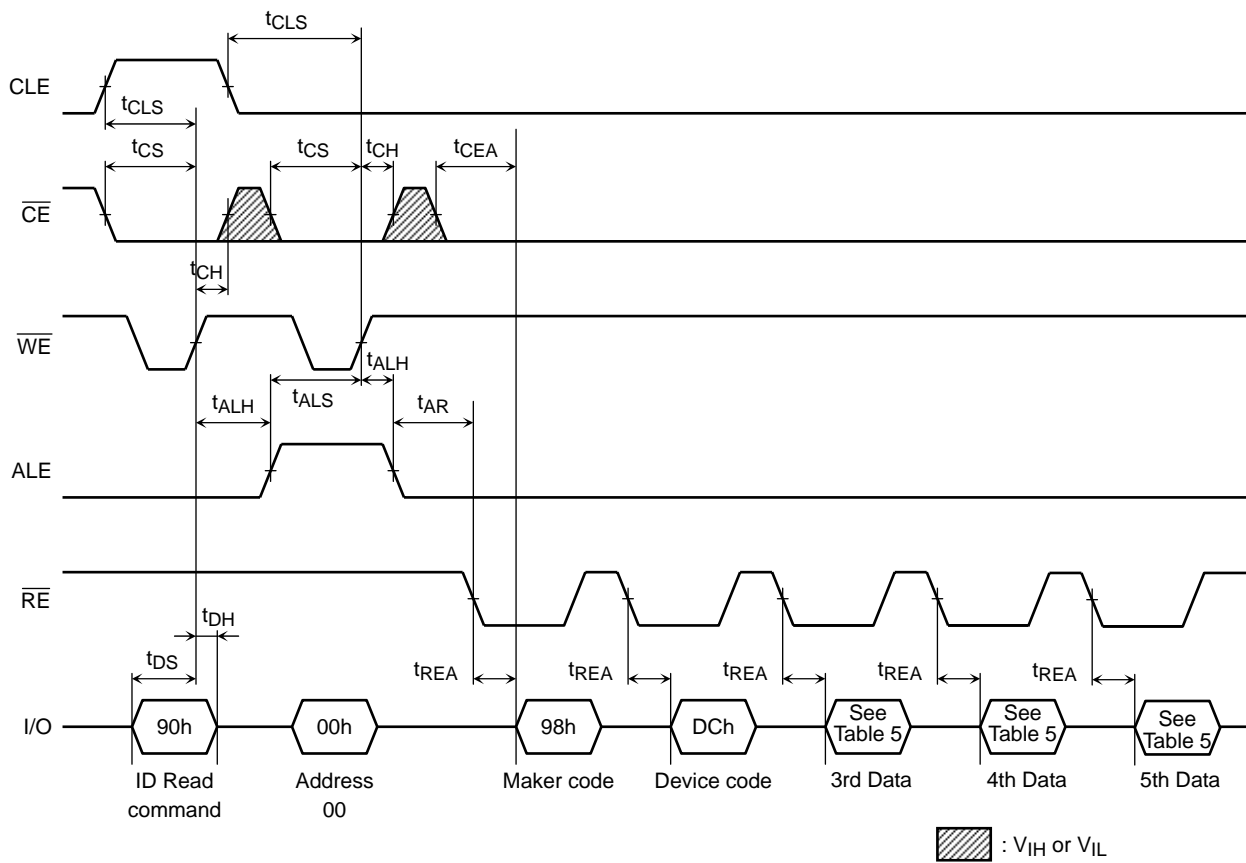 tCLS
CLE
tCLS
tCS
tCS
tCH
tCEA
CE
tCH
WE
tALH
tALH
tALS
tAR
ALE
RE
tDH
tDS
tREA
tREA
tREA
tREA
tREA
I/O
90h
00h
98h
DCh
See
Table 5
See
Table 5
See
Table 5
ID Read
command
Address
00
Maker code
Device code
3rd Data
4th Data
5th Data
: VIH or VIL